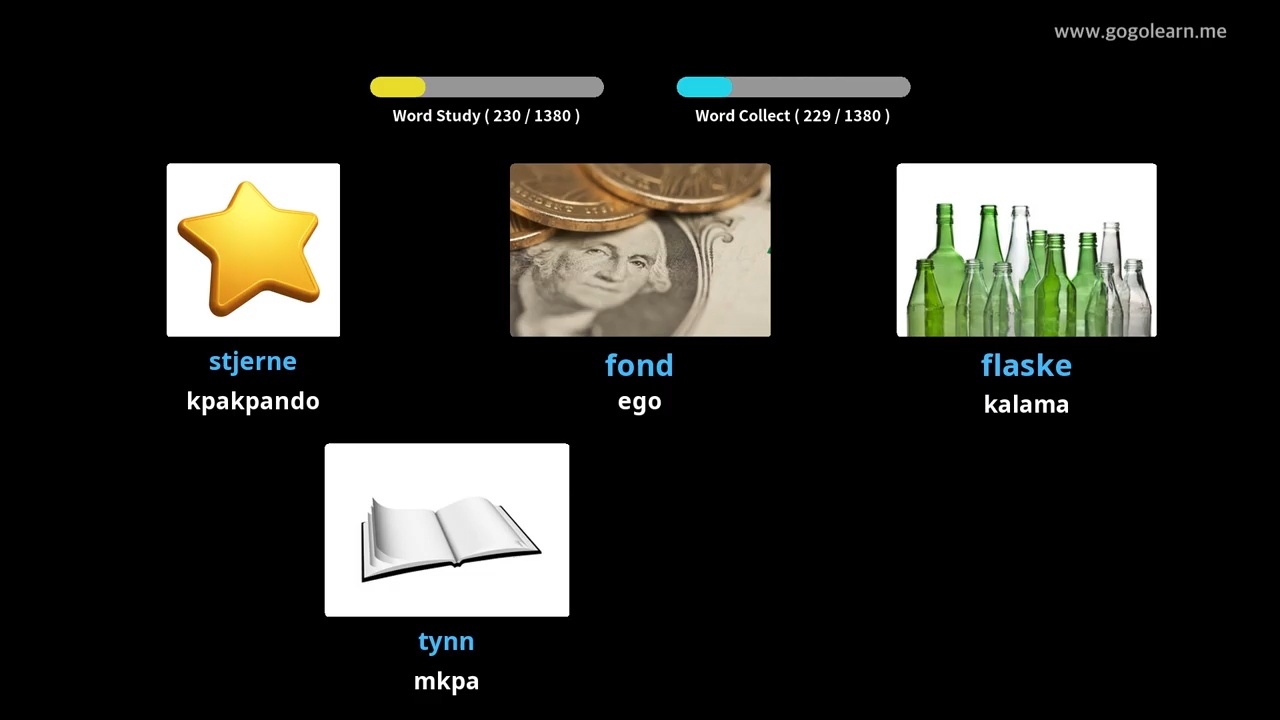 www.gogolearn.me
Word Study ( 230 / 1380 )
Word Collect ( 229 / 1380 )
stjerne
kpakpando
fond
ego
flaske
kalama
tynn
mkpa